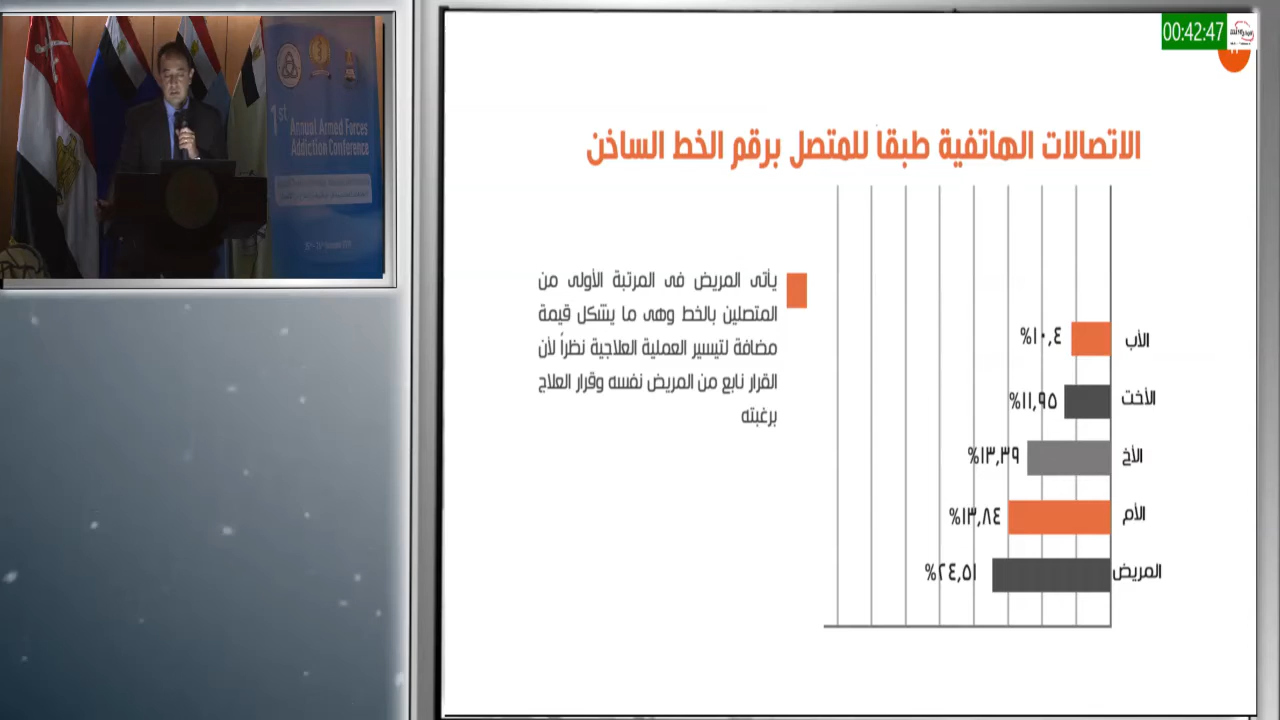 00:42:47
1st
Annual Armed Forces
Addiction Conference
الاتصالات الهاتفية طبقاً للمتصل برقم الخط الساخن
يأتى المريض فى المرتبة الأولى من
المتصلين بالخط وهى ما يشكل قيمة
مضافة لتيسير العملية العلاجية نظراً لأن
القرار نابع من المريض نفسه وقرار العلاج
برغبته
الأب %١٠,٤
الأخت %١١,٩٥
الأخ %١٣,٣٩
الأم %١٣,٨٤
المريض %٢٤,٥١